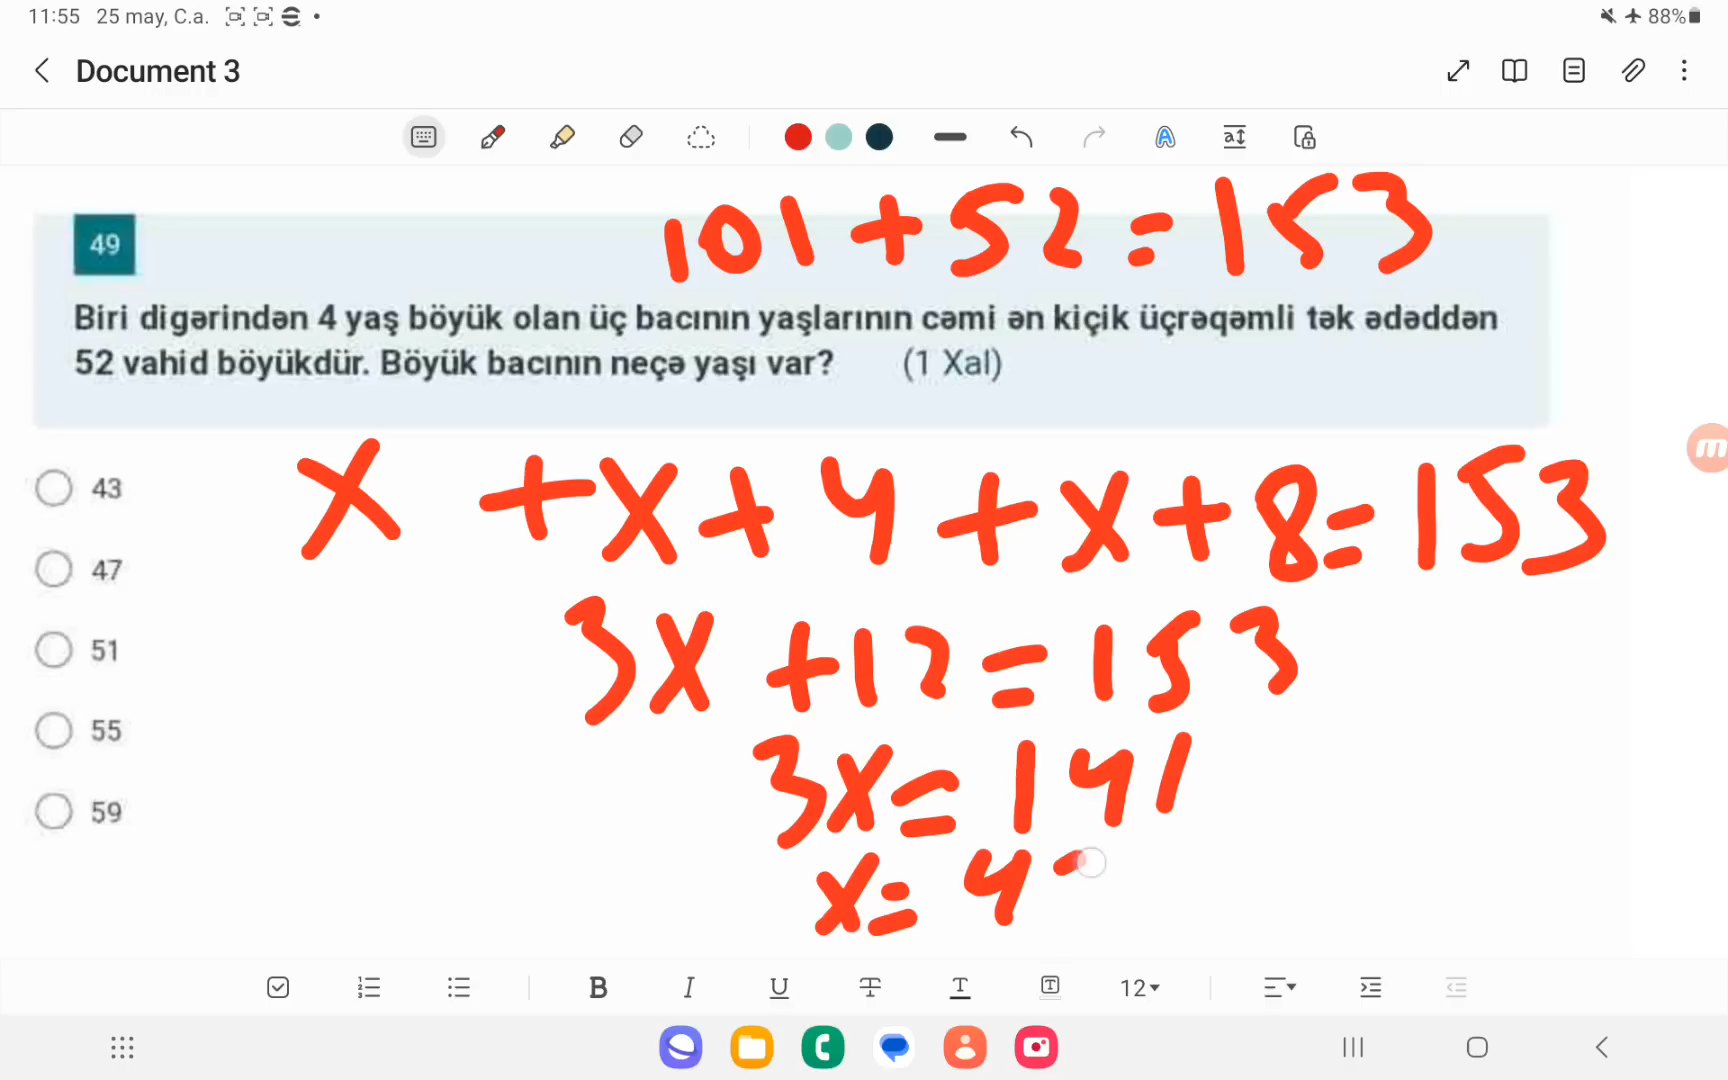 11:55 25 may, C.a. 88%
Document 3
101+52=153
49
Biri digərindən 4 yaş böyük olan üç bacının yaşlarının cəmi ən kiçik üçrəqəmli tək ədəddən
52 vahid böyükdür. Böyük bacının neçə yaşı var? (1 Xal)
x +x+4+x+8=153
43
47
3x+12=153
51
55
3x=141
59
x=4
B I U T T T 12